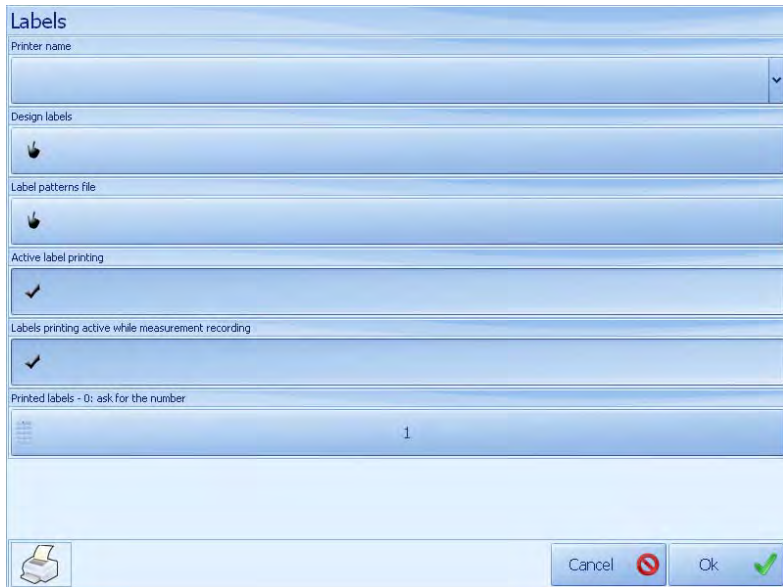 Labels
Printer name
Design labels
Label patterns file
Active label printing
Labels printing active while measurement recording
Printed labels - 0: ask for the number
1
Cancel
Ok